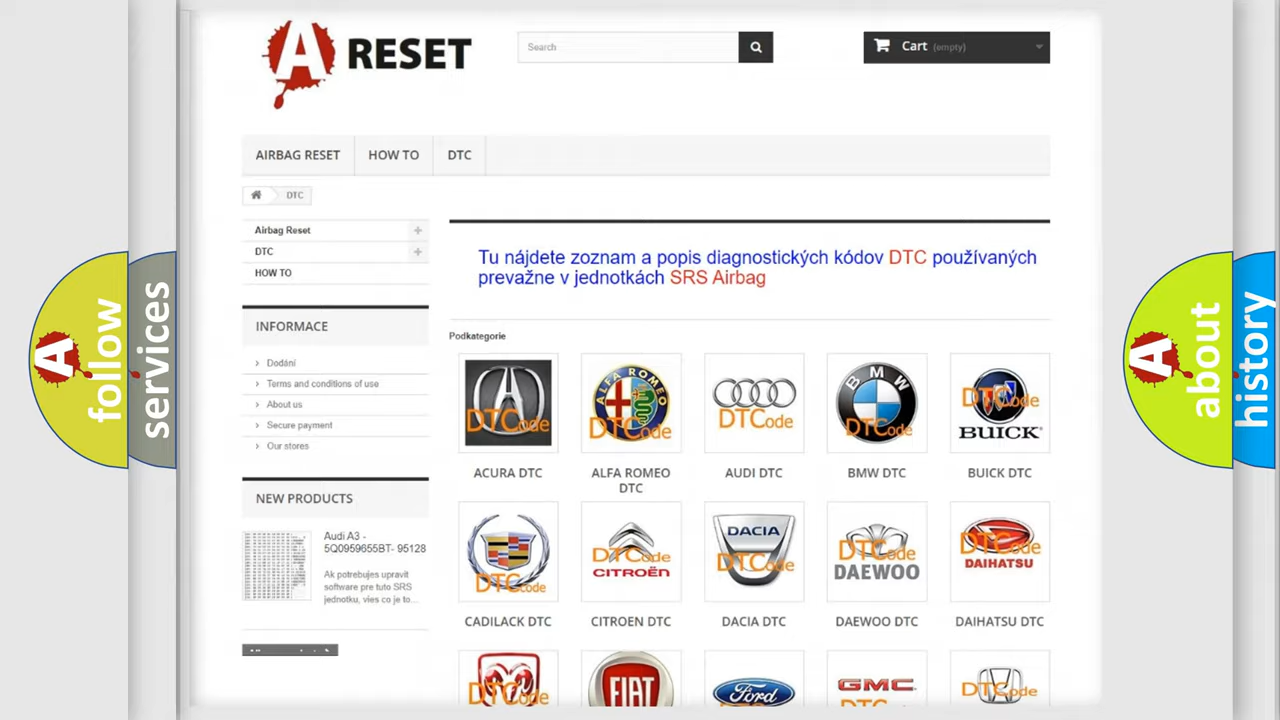 A RESET
Search
Cart (empty)
AIRBAG RESET
HOW TO
DTC
DTC
Airbag Reset
DTC
HOW TO
INFORMACE
Dodání
Terms and conditions of use
About us
Secure payment
Our stores
NEW PRODUCTS
Audi A3 -
5Q0959655BT- 95128
Ak potrebujes upravit
software pre tuto SRS
jednotku, vies co je to...
Tu nájdete zoznam a popis diagnostických kódov DTC používaných
prevažne v jednotkách SRS Airbag
Podkategorie
DTCode
ALFA ROMEO
DTCode
DTCode
BMW
DTCode
DTCode
BUICK
ACURA DTC
ALFA ROMEO
DTC
AUDI DTC
BMW DTC
BUICK DTC
DTCode
DTCode
CITROËN
DACIA
DTCode
DTCode
DAEWOO
DTCode
DAIHATSU
CADILACK DTC
CITROEN DTC
DACIA DTC
DAEWOO DTC
DAIHATSU DTC
DTCode
FIAT
Ford
GMC
DTCode
A follow
services
A about
history